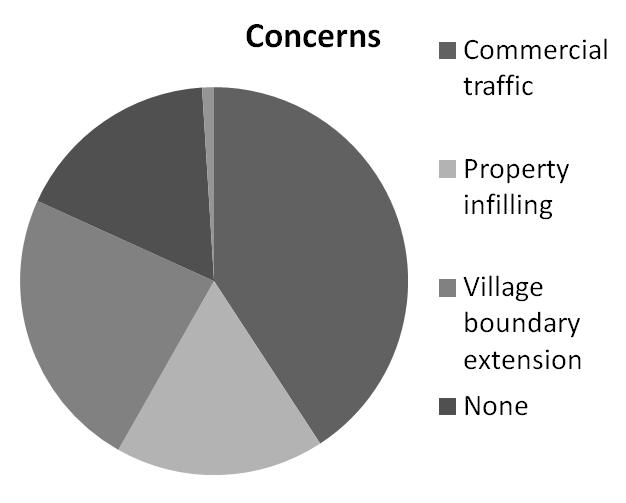 Concerns
Commercial
traffic
Property
infilling
Village
boundary
extension
None